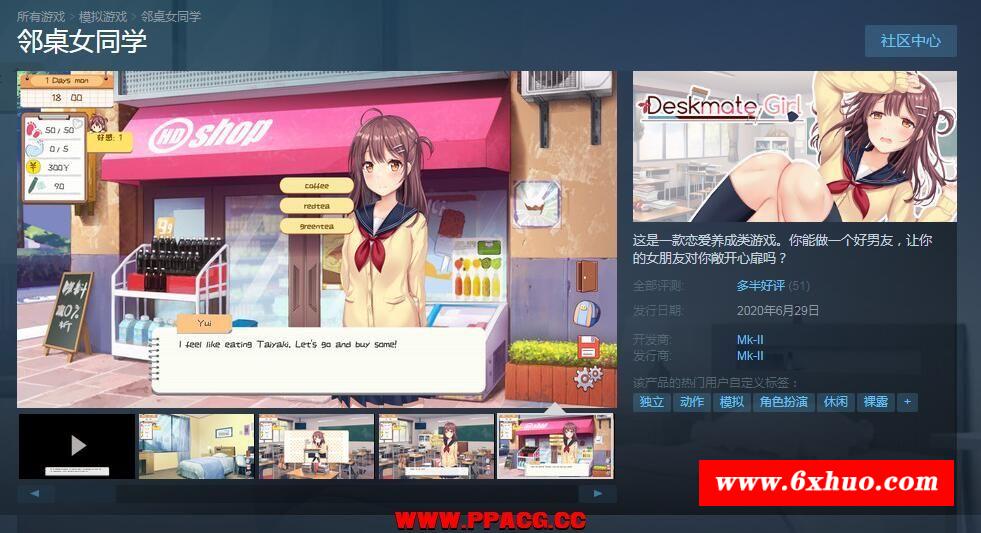 所有游戏 > 模拟游戏 > 邻桌女同学
邻桌女同学
社区中心
1 Days mon
18 : 00
50 / 50
0 / 5
300Y
90
好感: 1
HD shop
coffee
redtea
greentea
饮料
折
Yui
I feel like eating Taiyaki. Let's go and buy some!
Deskmate Girl
这是一款恋爱养成类游戏。你能做一个好男友，让你
的女朋友对你敞开心扉吗？
全部评测: 多半好评 (51)
发行日期: 2020年6月29日
开发商: Mk-II
发行商: Mk-II
该产品的热门用户自定义标签：
独立 动作 模拟 角色扮演 休闲 裸露 +
www.6xhuo.com
WWW.PPACG.CC